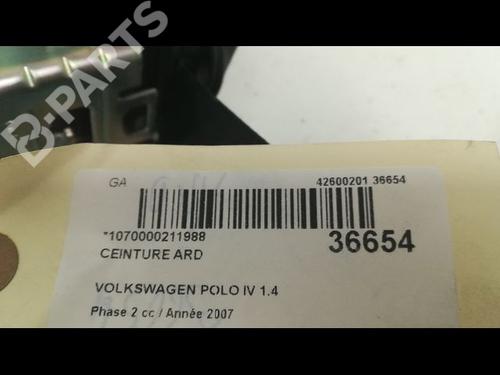 B-PARTS
GA
42600201 36654
*1070000211988
36654
CEINTURE ARD
VOLKSWAGEN POLO IV 1.4
Phase 2 cc / Année 2007